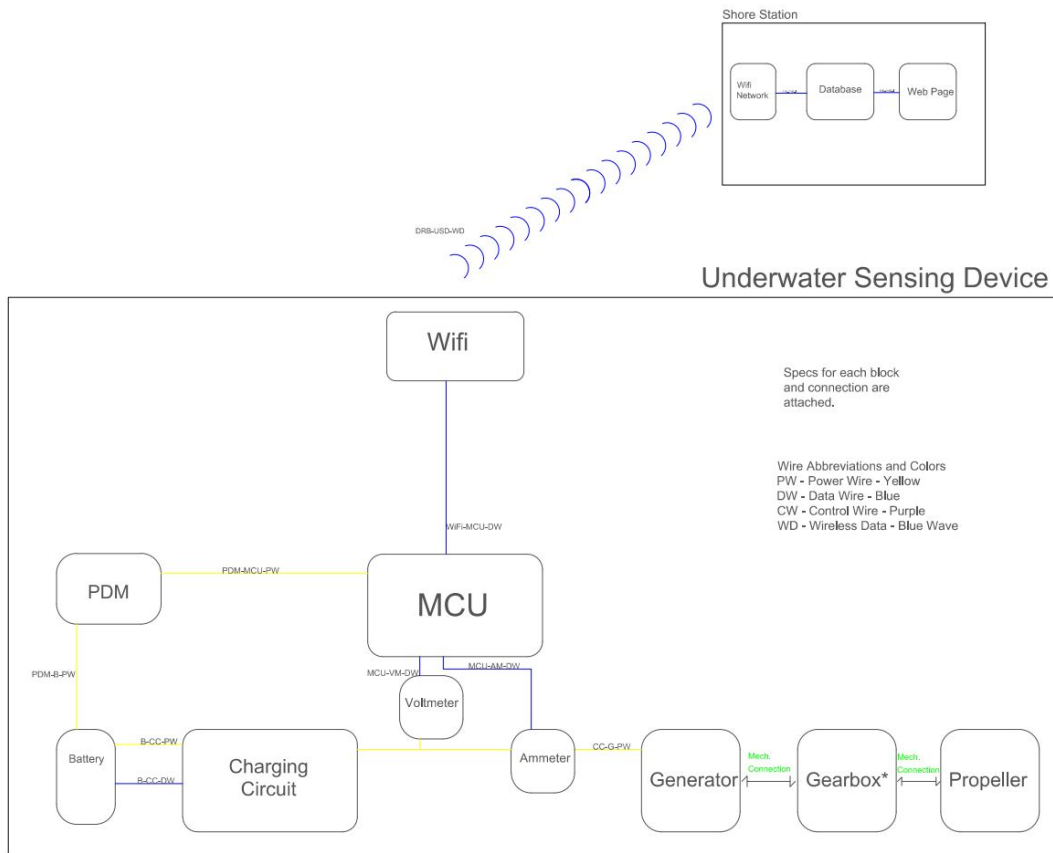 Shore Station
Wifi
Network
Database
Web Page
DRB-USD-WD
Underwater Sensing Device
Wifi
Specs for each block
and connection are
attached.
Wire Abbreviations and Colors
PW - Power Wire - Yellow
DW - Data Wire - Blue
CW - Control Wire - Purple
WD - Wireless Data - Blue Wave
WiFi-MCU-DW
PDM-MCU-PW
PDM
MCU
PDM-B-PW
MCU-VM-DW
MCU-AM-DW
Voltmeter
Battery
B-CC-PW
B-CC-DW
Charging
Circuit
Ammeter
CC-G-PW
Generator
Mech.
Connection
Gearbox*
Mech.
Connection
Propeller